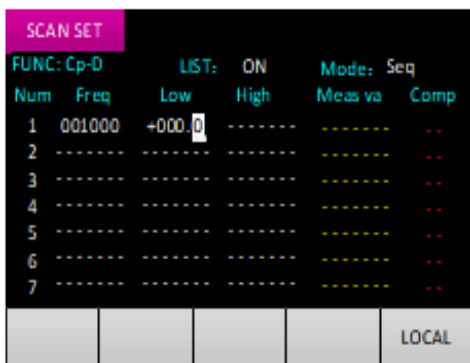 SCAN SET
FUNC: Cp-D LIST: ON Mode: Seq
Num Freq Low High Meas va Comp
1 001000 +000.0 ------- ------- --
2 ------- ------- ------- ------- --
3 ------- ------- ------- ------- --
4 ------- ------- ------- ------- --
5 ------- ------- ------- ------- --
6 ------- ------- ------- ------- --
7 ------- ------- ------- ------- --
LOCAL